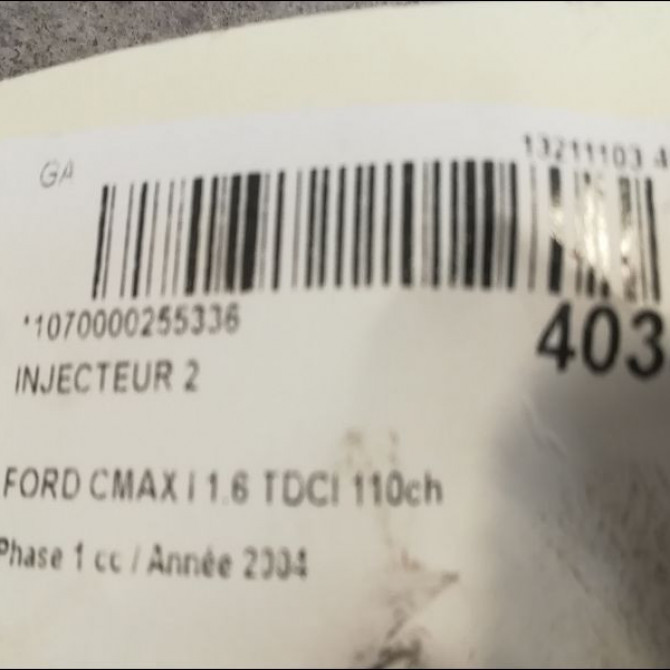 GA
13211103 4
*1070000255336
403
INJECTEUR 2
FORD CMAX I 1.6 TDCI 110ch
Phase 1 cc / Année 2004